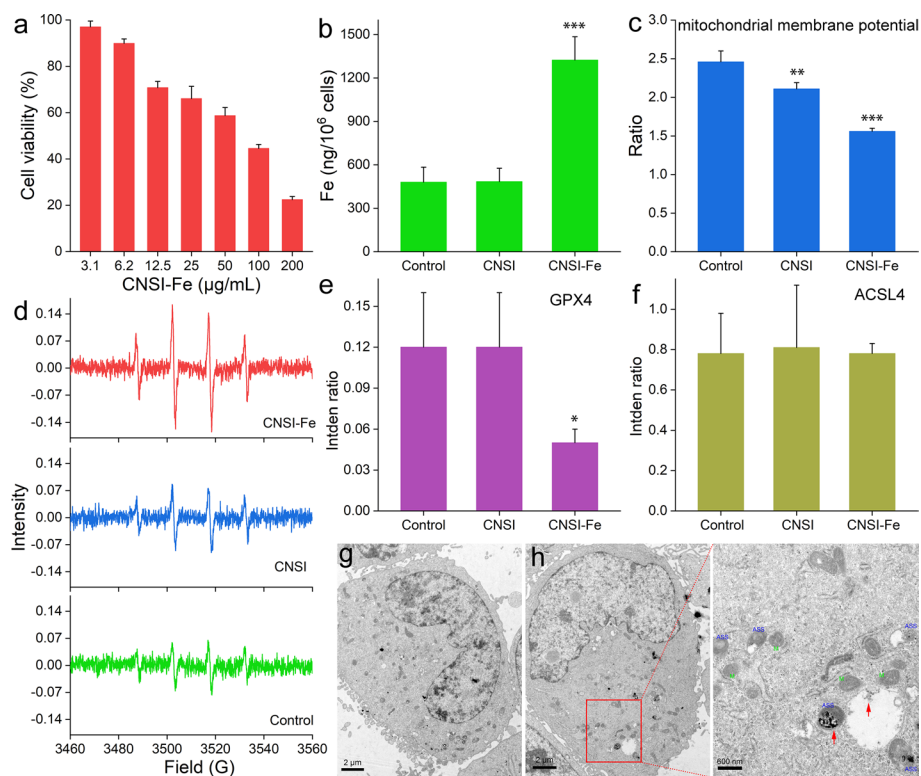 a
100
80
60
40
20
0
Cell viability (%)
3.1 6.2 12.5 25 50 100 200
CNSI-Fe (μg/mL)
b
1500
1200
900
600
300
0
Fe (ng/10⁶ cells)
***
Control CNSI CNSI-Fe
c
mitochondrial membrane potential
3.0
2.5
2.0
1.5
1.0
0.5
0.0
Ratio
**
***
Control CNSI CNSI-Fe
d
0.14
0.07
0.00
-0.07
-0.14
CNSI-Fe
0.14
0.07
0.00
-0.07
-0.14
CNSI
Intensity
0.14
0.07
0.00
-0.07
-0.14
Control
3460 3480 3500 3520 3540 3560
Field (G)
e
GPX4
0.15
0.12
0.09
0.06
0.03
0.00
Intden ratio
*
Control CNSI CNSI-Fe
f
ACSL4
1.0
0.8
0.6
0.4
0.2
0.0
Intden ratio
Control CNSI CNSI-Fe
g
2 μm
h
2 μm
ASS
ASS
ASS
ASS
ASS
600 nm